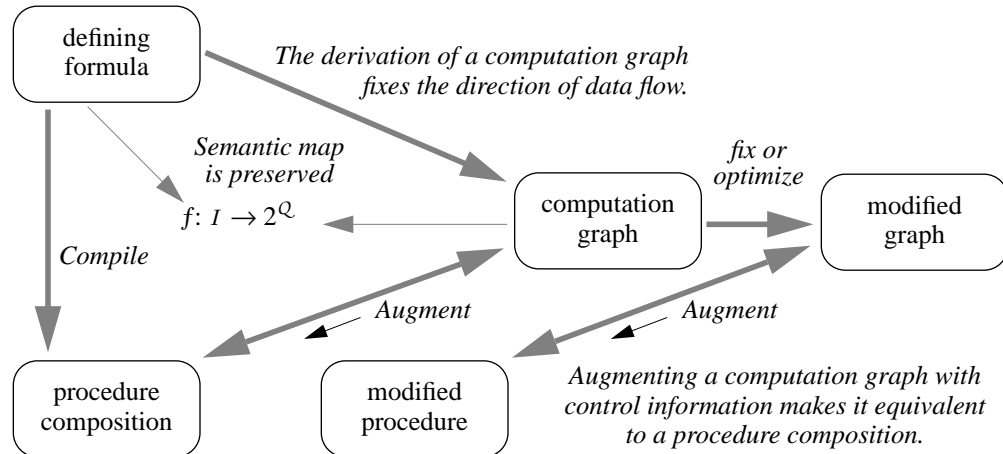 defining
formula
The derivation of a computation graph
fixes the direction of data flow.
Semantic map
is preserved
f: I → 2^Q
fix or
optimize
computation
graph
modified
graph
Compile
Augment
Augment
procedure
composition
modified
procedure
Augmenting a computation graph with
control information makes it equivalent
to a procedure composition.